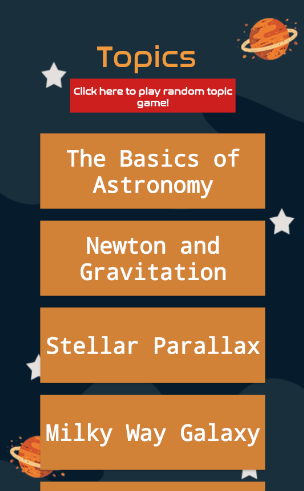 Topics
Click here to play random topic
game!
The Basics of
Astronomy
Newton and
Gravitation
Stellar Parallax
Milky Way Galaxy